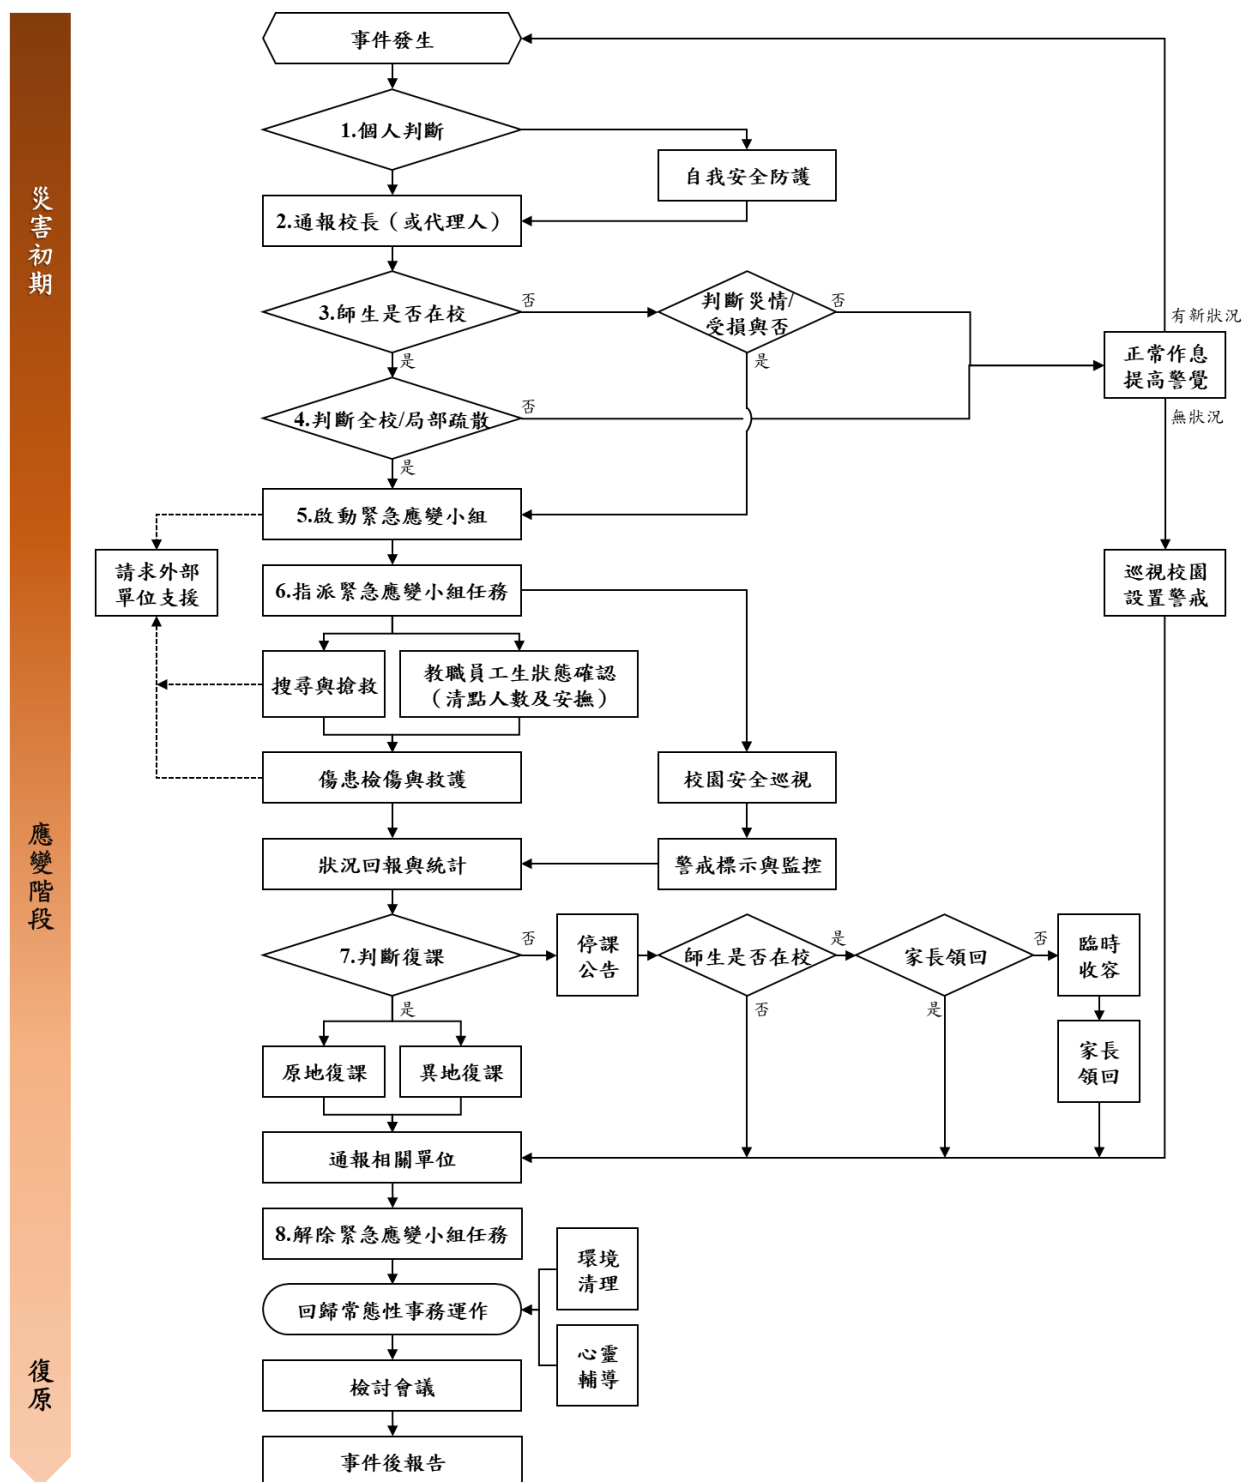 事件發生
1.個人判斷
自我安全防護
2.通報校長（或代理人）
3.師生是否在校
否
判斷災情/
受損與否
否
是
是
有新狀況
正常作息
提高警覺
無狀況
4.判斷全校/局部疏散
否
是
5.啟動緊急應變小組
請求外部
單位支援
6.指派緊急應變小組任務
巡視校園
設置警戒
搜尋與搶救
教職員工生狀態確認
（清點人數及安撫）
傷患檢傷與救護
校園安全巡視
狀況回報與統計
警戒標示與監控
7.判斷復課
否
停課
公告
師生是否在校
是
家長領回
否
臨時
收容
是
否
是
家長
領回
原地復課
異地復課
通報相關單位
8.解除緊急應變小組任務
環境
清理
回歸常態性事務運作
心靈
輔導
檢討會議
事件後報告
災害初期
應變階段
復原